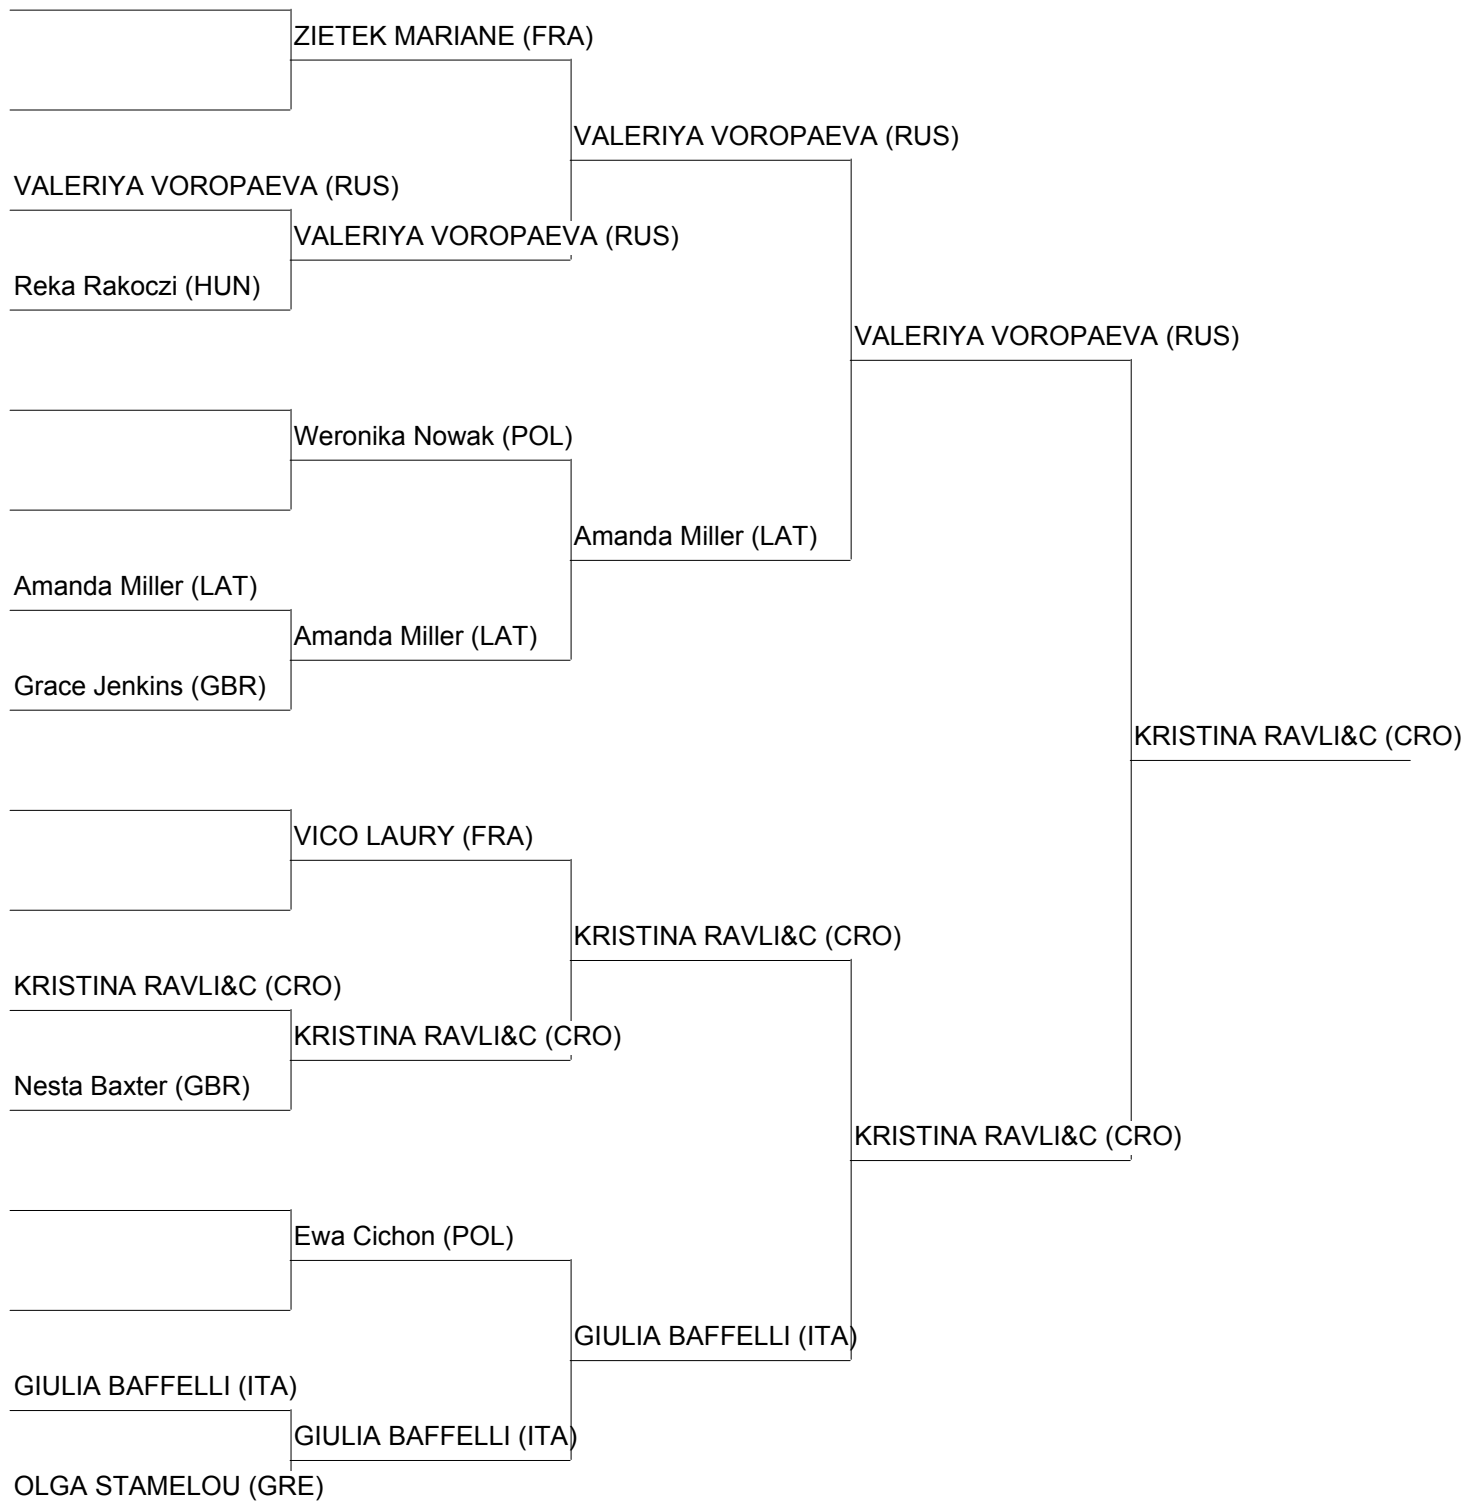 ZIETEK MARIANE (FRA)
VALERIYA VOROPAEVA (RUS)
VALERIYA VOROPAEVA (RUS)
VALERIYA VOROPAEVA (RUS)
Reka Rakoczi (HUN)
VALERIYA VOROPAEVA (RUS)
Weronika Nowak (POL)
Amanda Miller (LAT)
Amanda Miller (LAT)
Amanda Miller (LAT)
Grace Jenkins (GBR)
KRISTINA RAVLI&C (CRO)
VICO LAURY (FRA)
KRISTINA RAVLI&C (CRO)
KRISTINA RAVLI&C (CRO)
KRISTINA RAVLI&C (CRO)
Nesta Baxter (GBR)
KRISTINA RAVLI&C (CRO)
Ewa Cichon (POL)
GIULIA BAFFELLI (ITA)
GIULIA BAFFELLI (ITA)
GIULIA BAFFELLI (ITA)
OLGA STAMELOU (GRE)